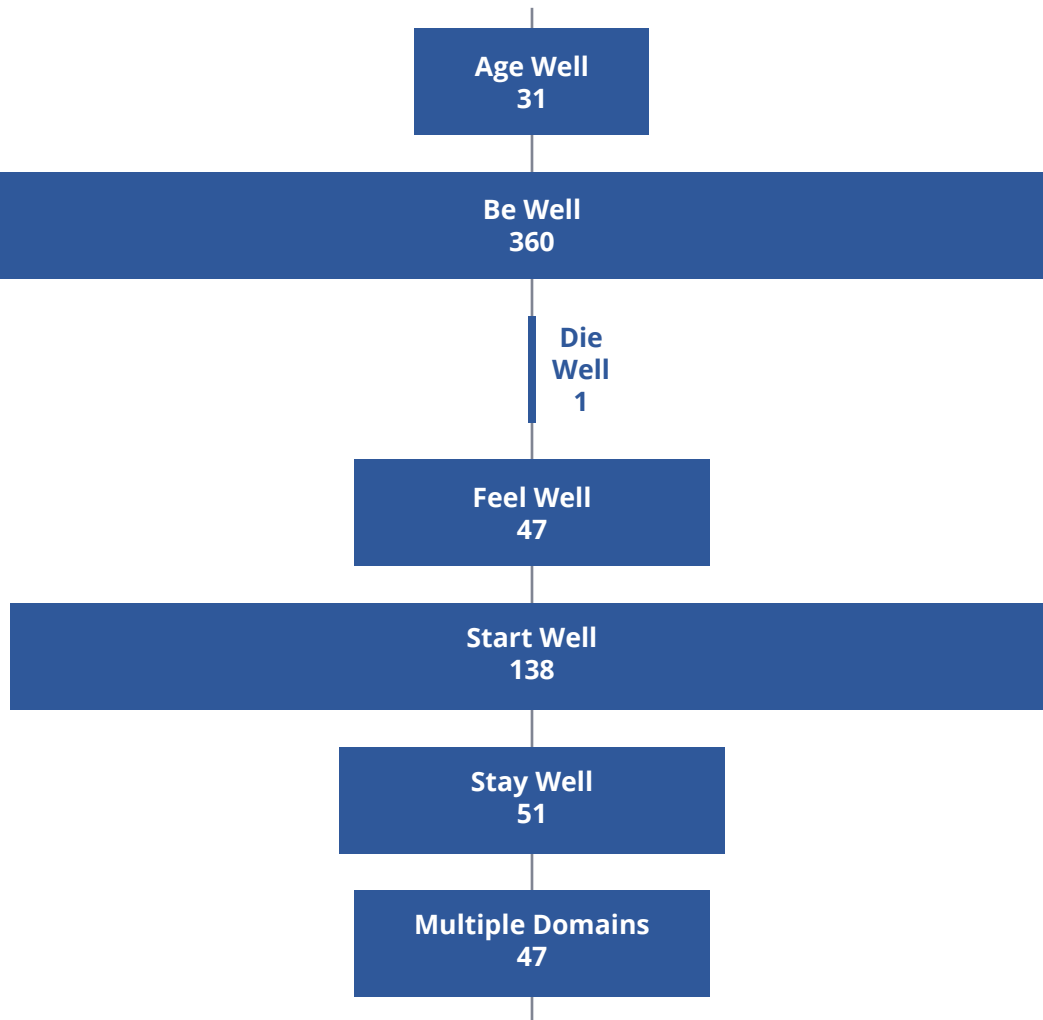 Age Well
31
Be Well
360
Die
Well
1
Feel Well
47
Start Well
138
Stay Well
51
Multiple Domains
47